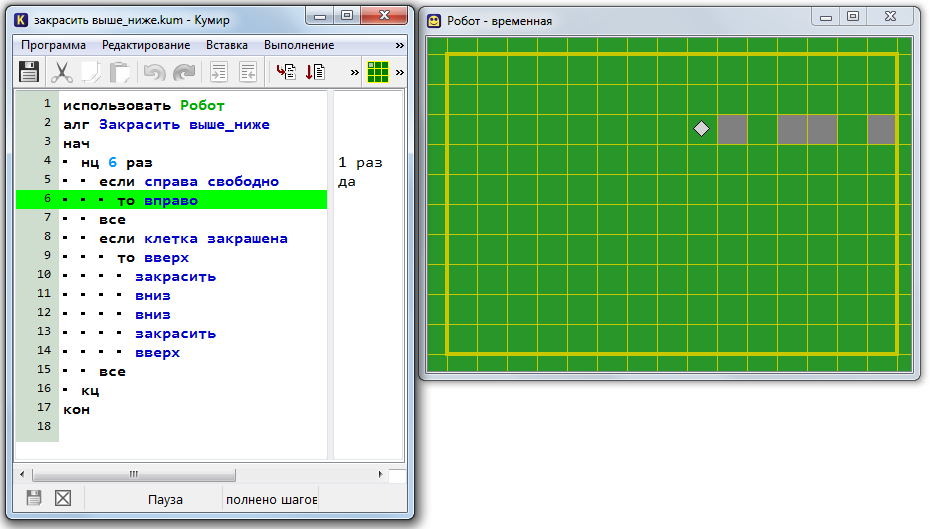 закрасить выше_ниже.kum - Кумир
Программа Редактирование Вставка Выполнение »
» »
1 использовать Робот
2 алг Закрасить выше_ниже
3 нач
4 нц 6 раз 1 раз
5 если справа свободно да
6 то вправо
7 все
8 если клетка закрашена
9 то вверх
10 закрасить
11 вниз
12 вниз
13 закрасить
14 вверх
15 все
16 кц
17 кон
18
Пауза полнено шагов
Робот - временная